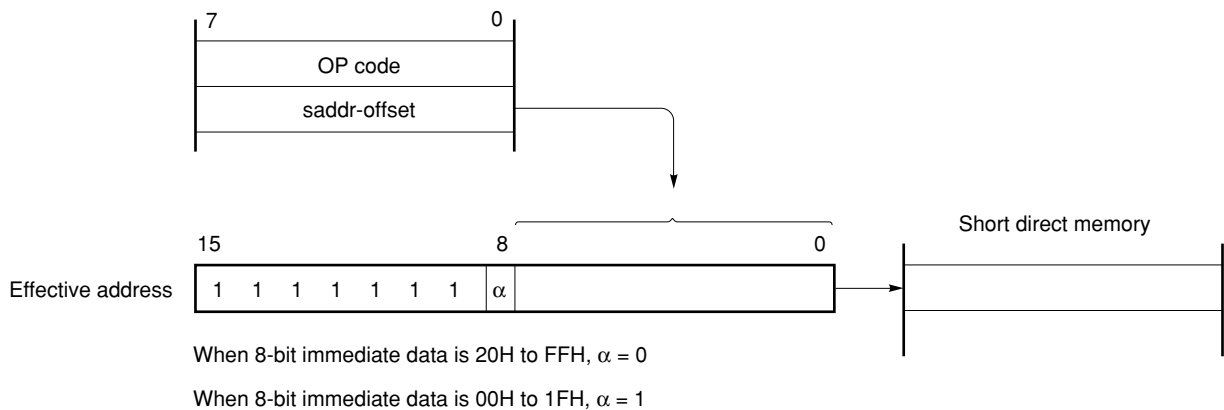 7 0
OP code
saddr-offset
Short direct memory
15 8 0
Effective address 1 1 1 1 1 1 1 α
When 8-bit immediate data is 20H to FFH, α = 0
When 8-bit immediate data is 00H to 1FH, α = 1